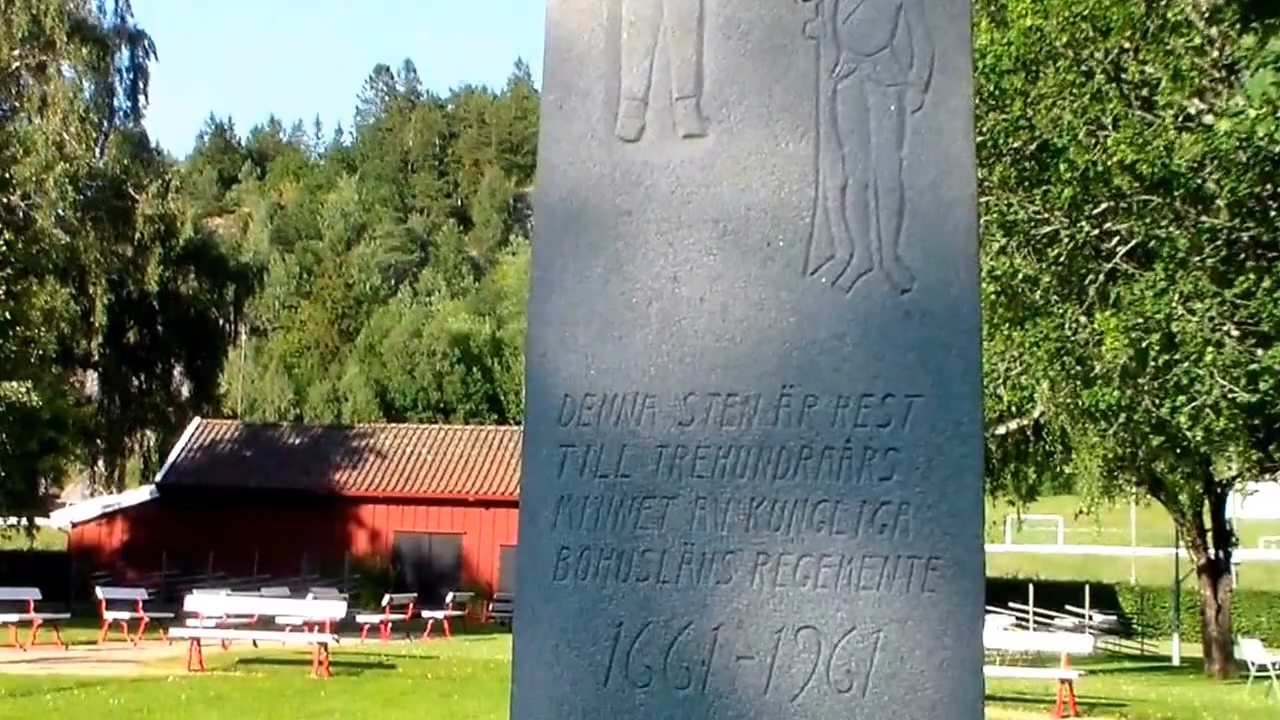 DENNA STEN ÄR REST
TILL TREHUNDRAÅRS
MINNET AV KUNGLIGA
BOHUSLÄNS REGEMENTE
1661-1961